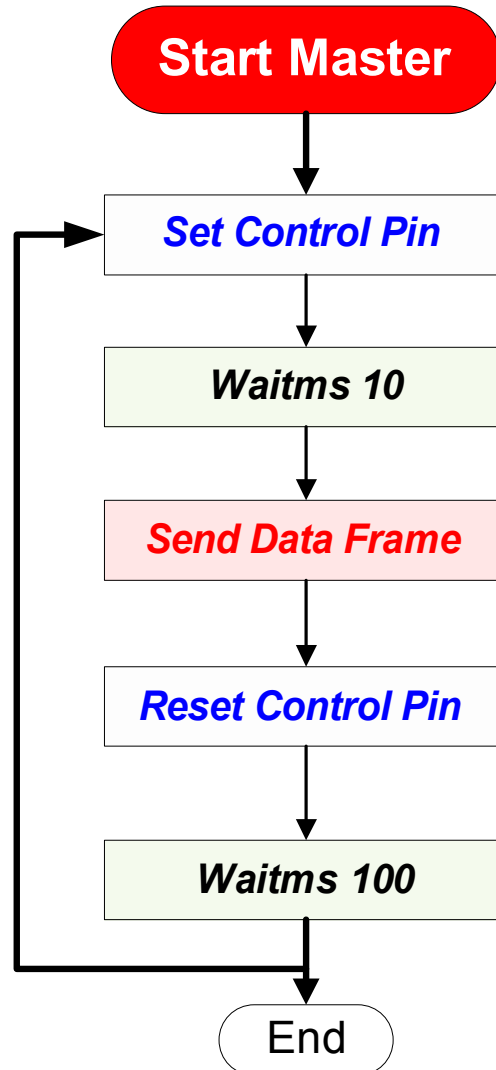 Start Master
Set Control Pin
Waitms 10
Send Data Frame
Reset Control Pin
Waitms 100
End